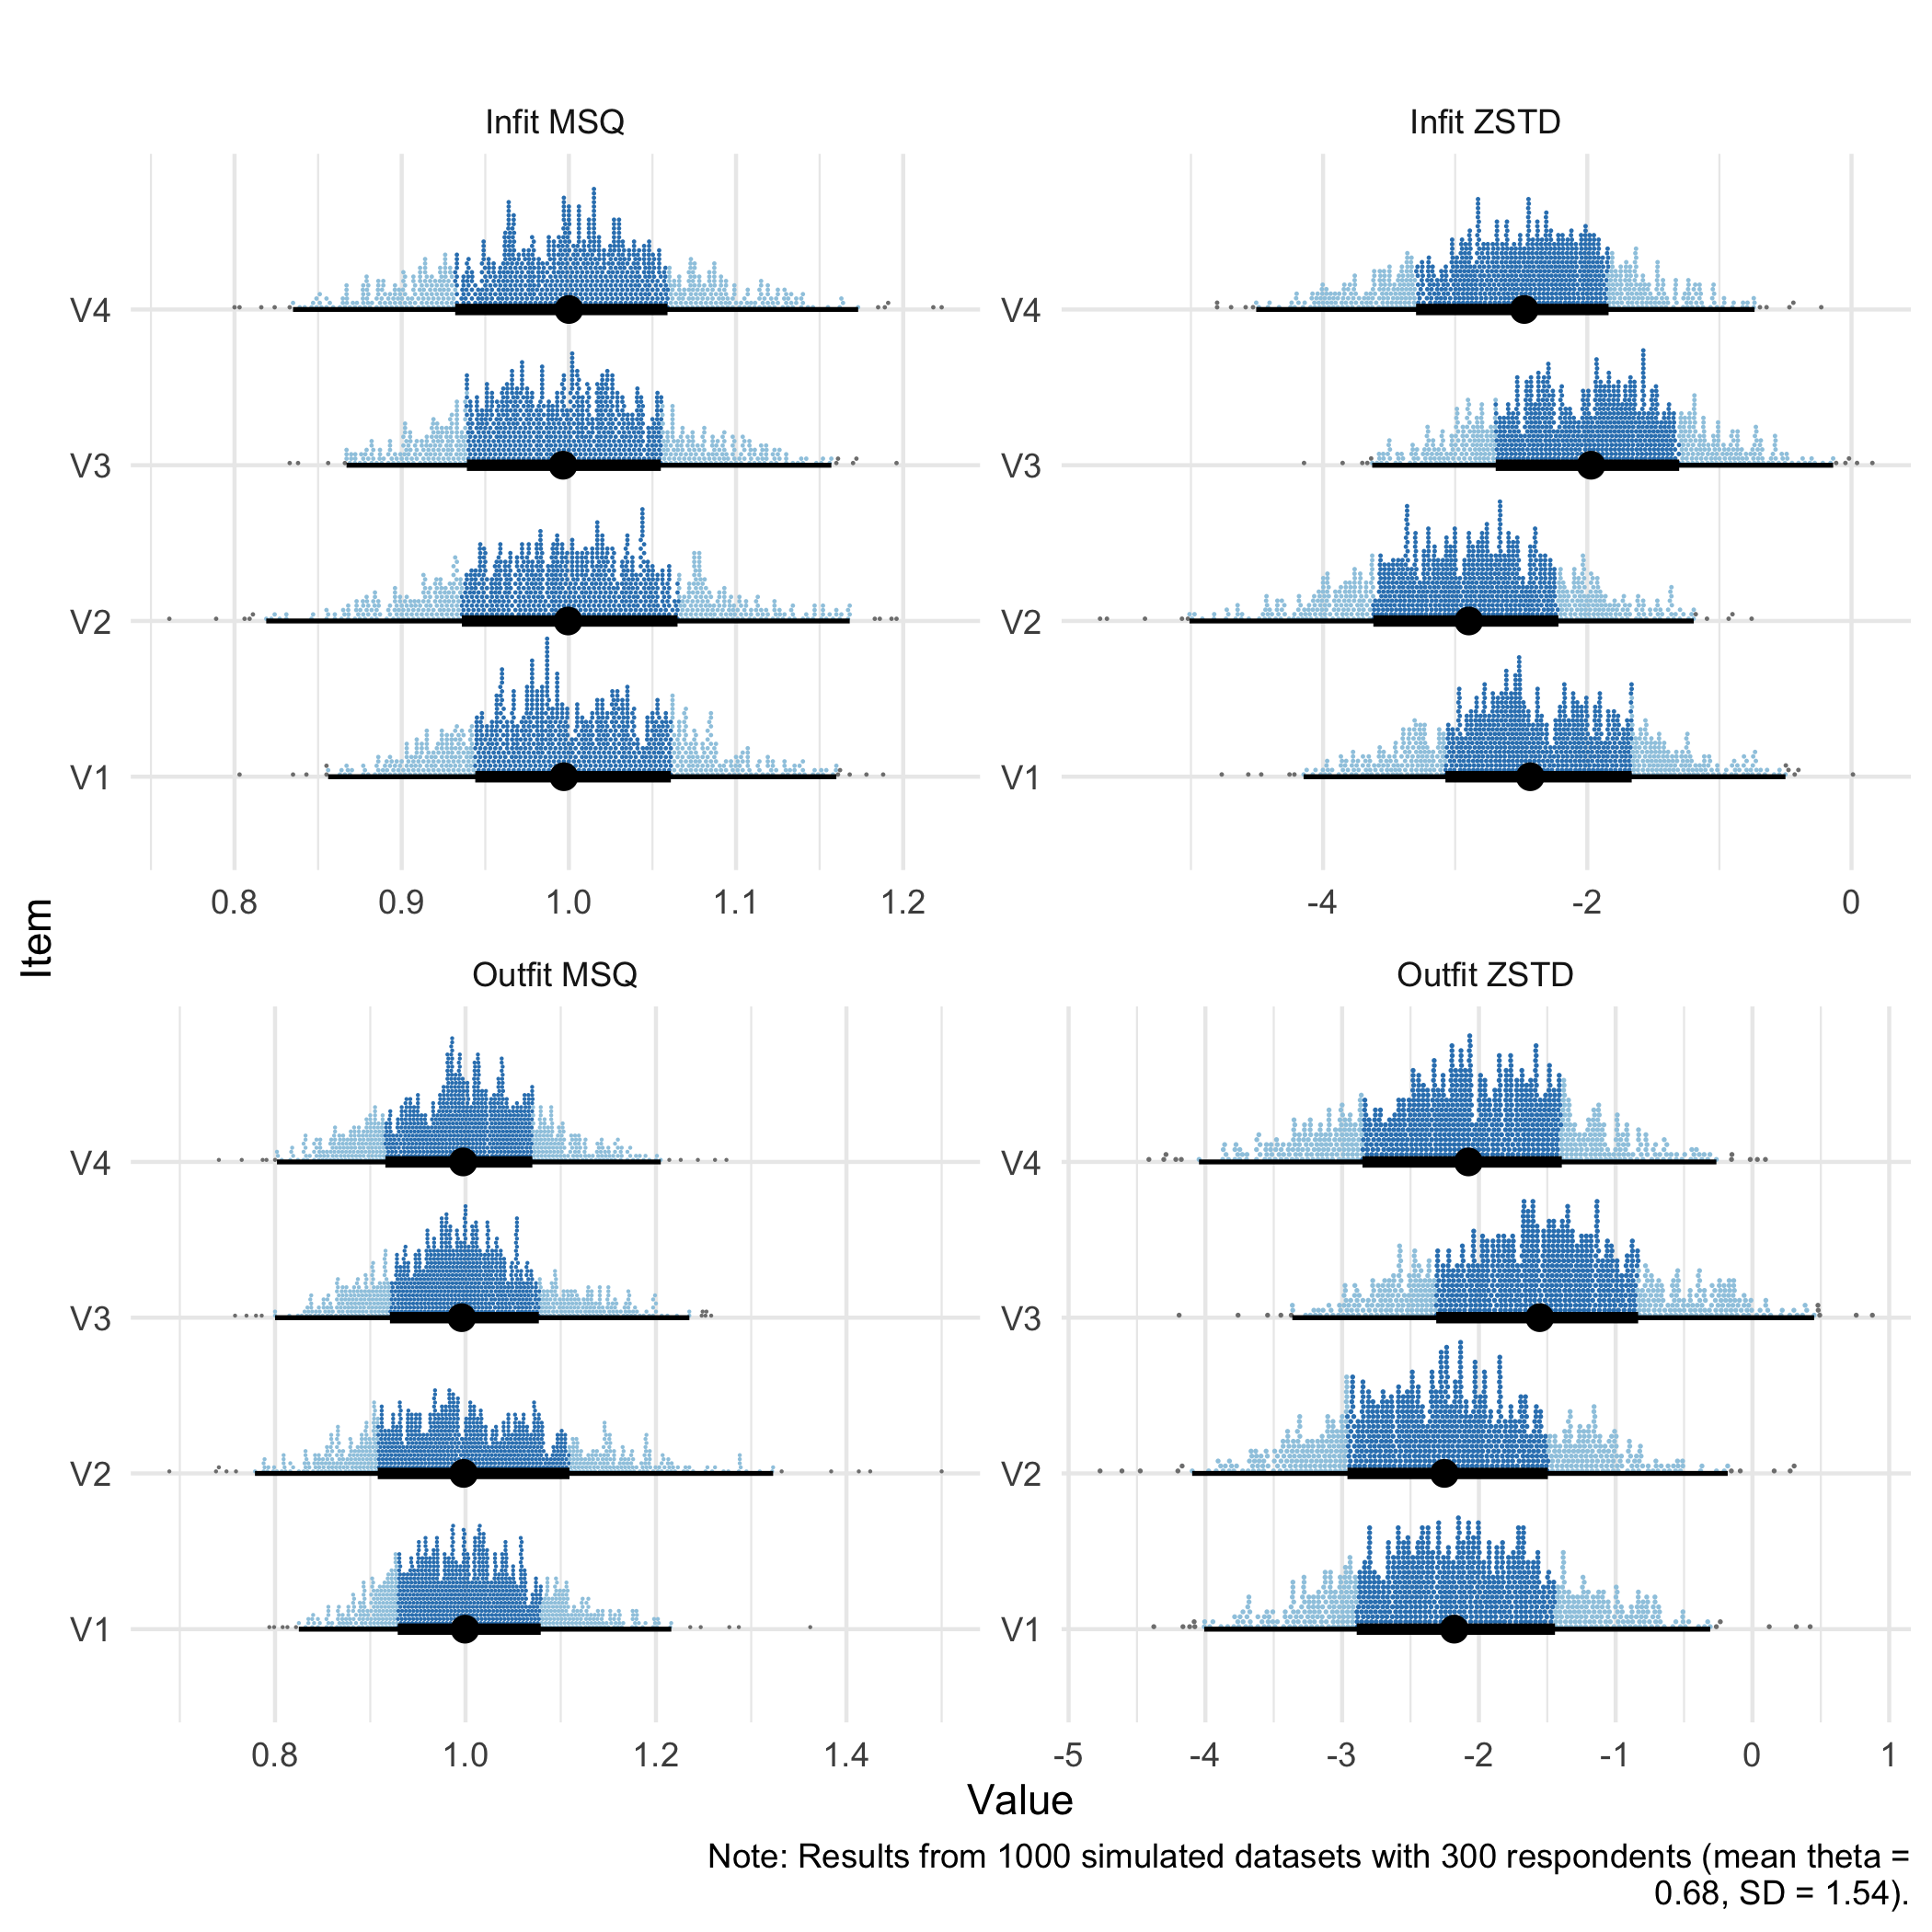 Infit MSQ
Infit ZSTD
V4
V3
V2
V1
V4
V3
V2
V1
0.8 0.9 1.0 1.1 1.2
-4 -2 0
Item
Outfit MSQ
Outfit ZSTD
V4
V3
V2
V1
V4
V3
V2
V1
0.8 1.0 1.2 1.4
-5 -4 -3 -2 -1 0 1
Value
Note: Results from 1000 simulated datasets with 300 respondents (mean theta =
0.68, SD = 1.54).